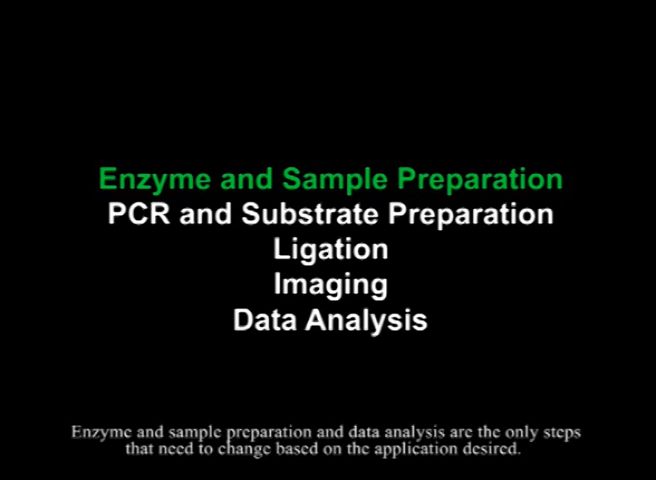 Enzyme and Sample Preparation
PCR and Substrate Preparation
Ligation
Imaging
Data Analysis
Enzyme and sample preparation and data analysis are the only steps
that need to change based on the application desired.